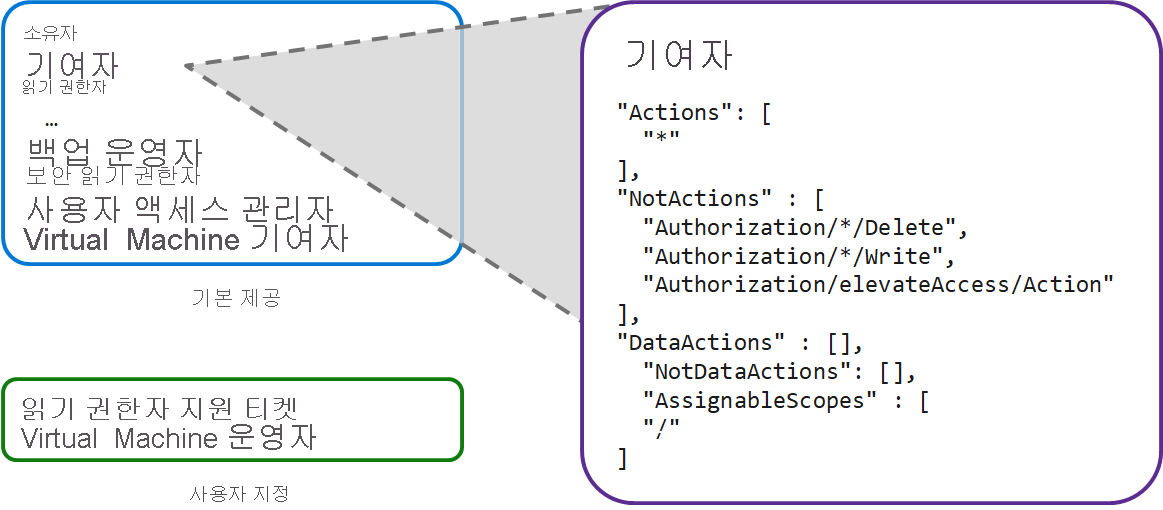 소유자
기여자
읽기 권한자
...
백업 운영자
보안 읽기 권한자
사용자 액세스 관리자
Virtual Machine 기여자
기본 제공
읽기 권한자 지원 티켓
Virtual Machine 운영자
사용자 지정
기여자
"Actions": [
"*"
],
"NotActions" : [
"Authorization/*/Delete",
"Authorization/*/Write",
"Authorization/elevateAccess/Action"
],
"DataActions" : [],
"NotDataActions": [],
"AssignableScopes" : [
"/"
]